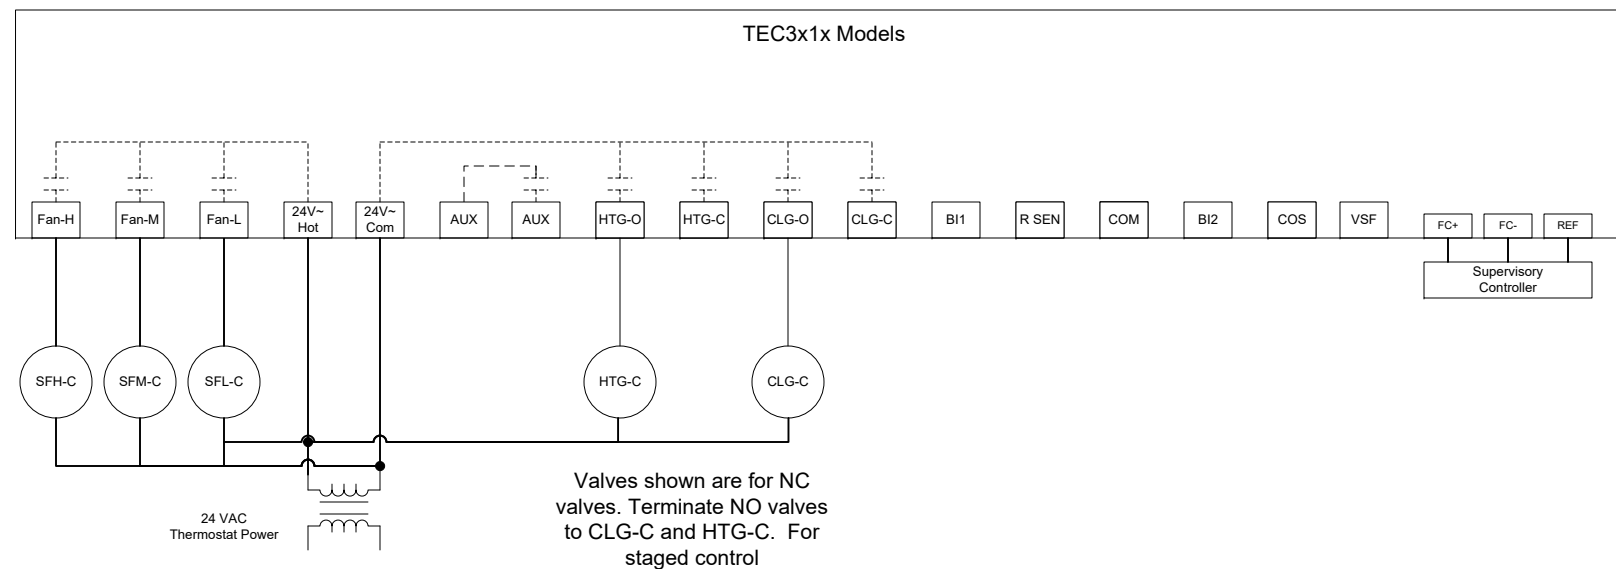 TEC3x1x Models
Fan-H
Fan-M
Fan-L
24V~
Hot
24V~
Com
AUX
AUX
HTG-O
HTG-C
CLG-O
CLG-C
BI1
R SEN
COM
BI2
COS
VSF
FC+
FC-
REF
Supervisory
Controller
SFH-C
SFM-C
SFL-C
HTG-C
CLG-C
Valves shown are for NC
valves. Terminate NO valves
to CLG-C and HTG-C.  For
staged control
24 VAC
Thermostat Power